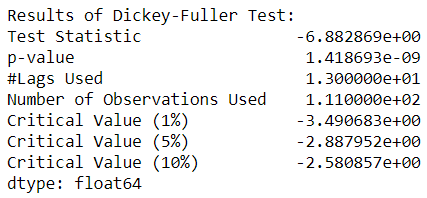 Results of Dickey-Fuller Test:
Test Statistic                -6.882869e+00
p-value                        1.418693e-09
#Lags Used                     1.300000e+01
Number of Observations Used    1.110000e+02
Critical Value (1%)           -3.490683e+00
Critical Value (5%)           -2.887952e+00
Critical Value (10%)          -2.580857e+00
dtype: float64